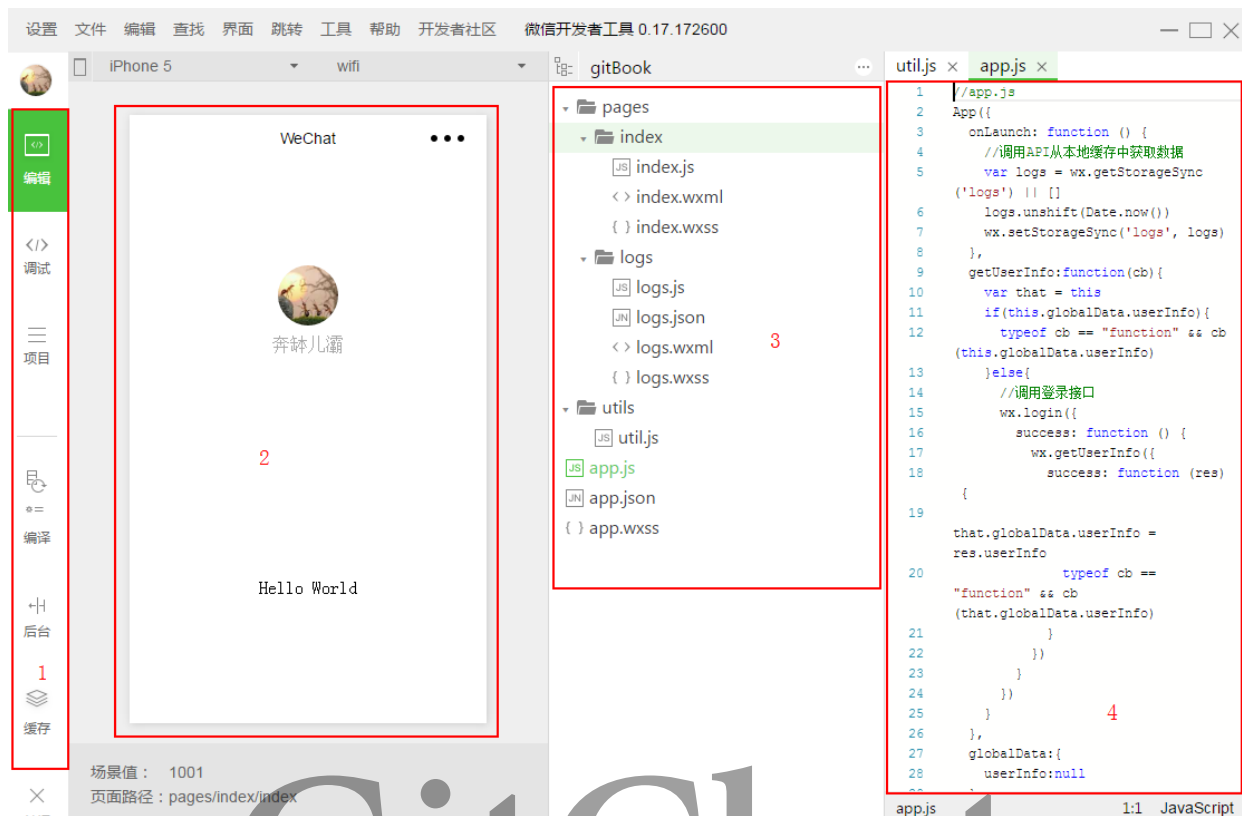 设置 文件 编辑 查找 界面 跳转 工具 帮助 开发者社区 微信开发者工具 0.17.172600
iPhone 5 wifi
编辑
调试
项目
编译
后台
1
缓存
WeChat
奔鉢儿灞
2
Hello World
场景值： 1001
页面路径：pages/index/index
gitBook
pages
index
index.js
index.wxml
index.wxss
logs
logs.js
logs.json
logs.wxml
logs.wxss
utils
util.js
app.js
app.json
app.wxss
3
util.js × app.js ×
1 //app.js
2 App({
3 onLaunch: function () {
4 //调用API从本地缓存中获取数据
5 var logs = wx.getStorageSync
('logs') || []
6 logs.unshift(Date.now())
7 wx.setStorageSync('logs', logs)
8 },
9 getUserInfo:function(cb){
10 var that = this
11 if(this.globalData.userInfo){
12 typeof cb == "function" && cb
(this.globalData.userInfo)
13 }else{
14 //调用登录接口
15 wx.login({
16 success: function () {
17 wx.getUserInfo({
18 success: function (res)
{
19
that.globalData.userInfo =
res.userInfo
20 typeof cb ==
"function" && cb
(that.globalData.userInfo)
21 }
22 })
23 }
24 })
25 }
26 },
27 globalData:{
28 userInfo:null
4
app.js 1:1 JavaScript